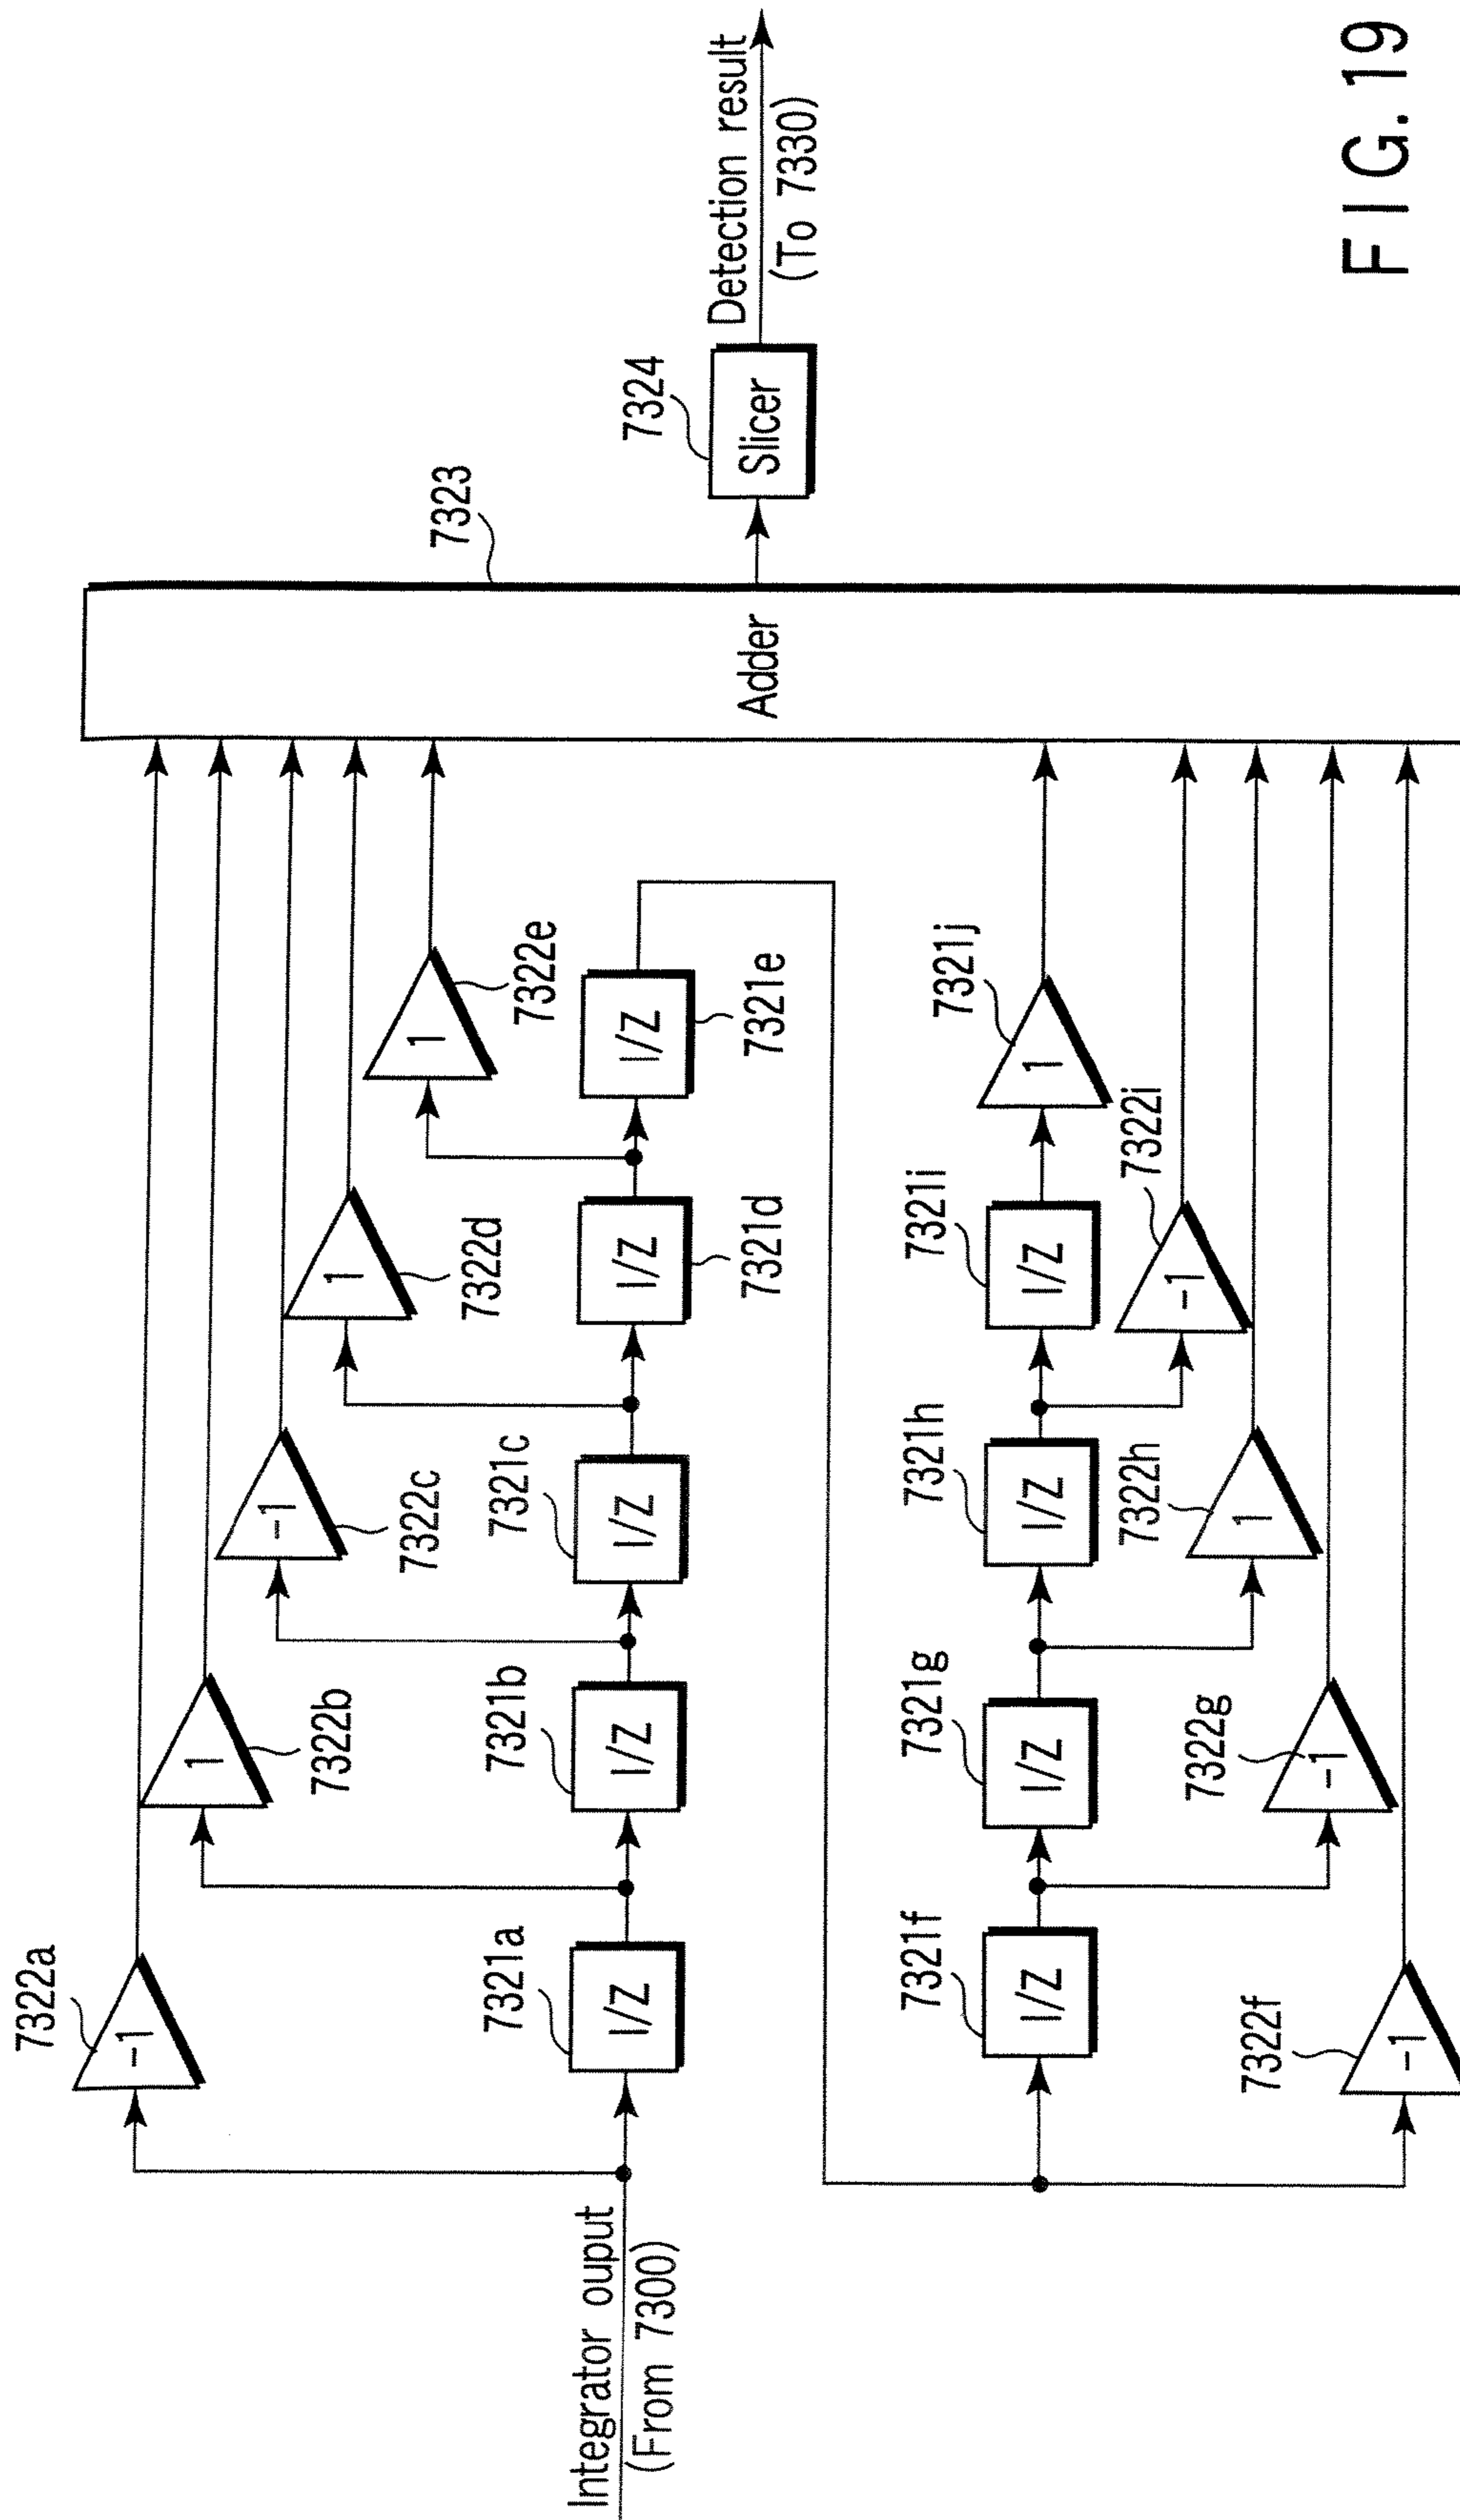 7322a
-1
7322b
1
7322c
-1
7322d
1
7322e
1
Integrator ouput
(From 7300)
7321a
I/Z
7321b
I/Z
7321c
I/Z
7321d
I/Z
7321e
I/Z
7323
Adder
7324
Slicer
Detection result
(To 7330)
7321f
I/Z
7321g
I/Z
7321h
I/Z
7321i
I/Z
7321j
1
7322f
-1
7322g
-1
7322h
1
7322i
-1
FIG. 19